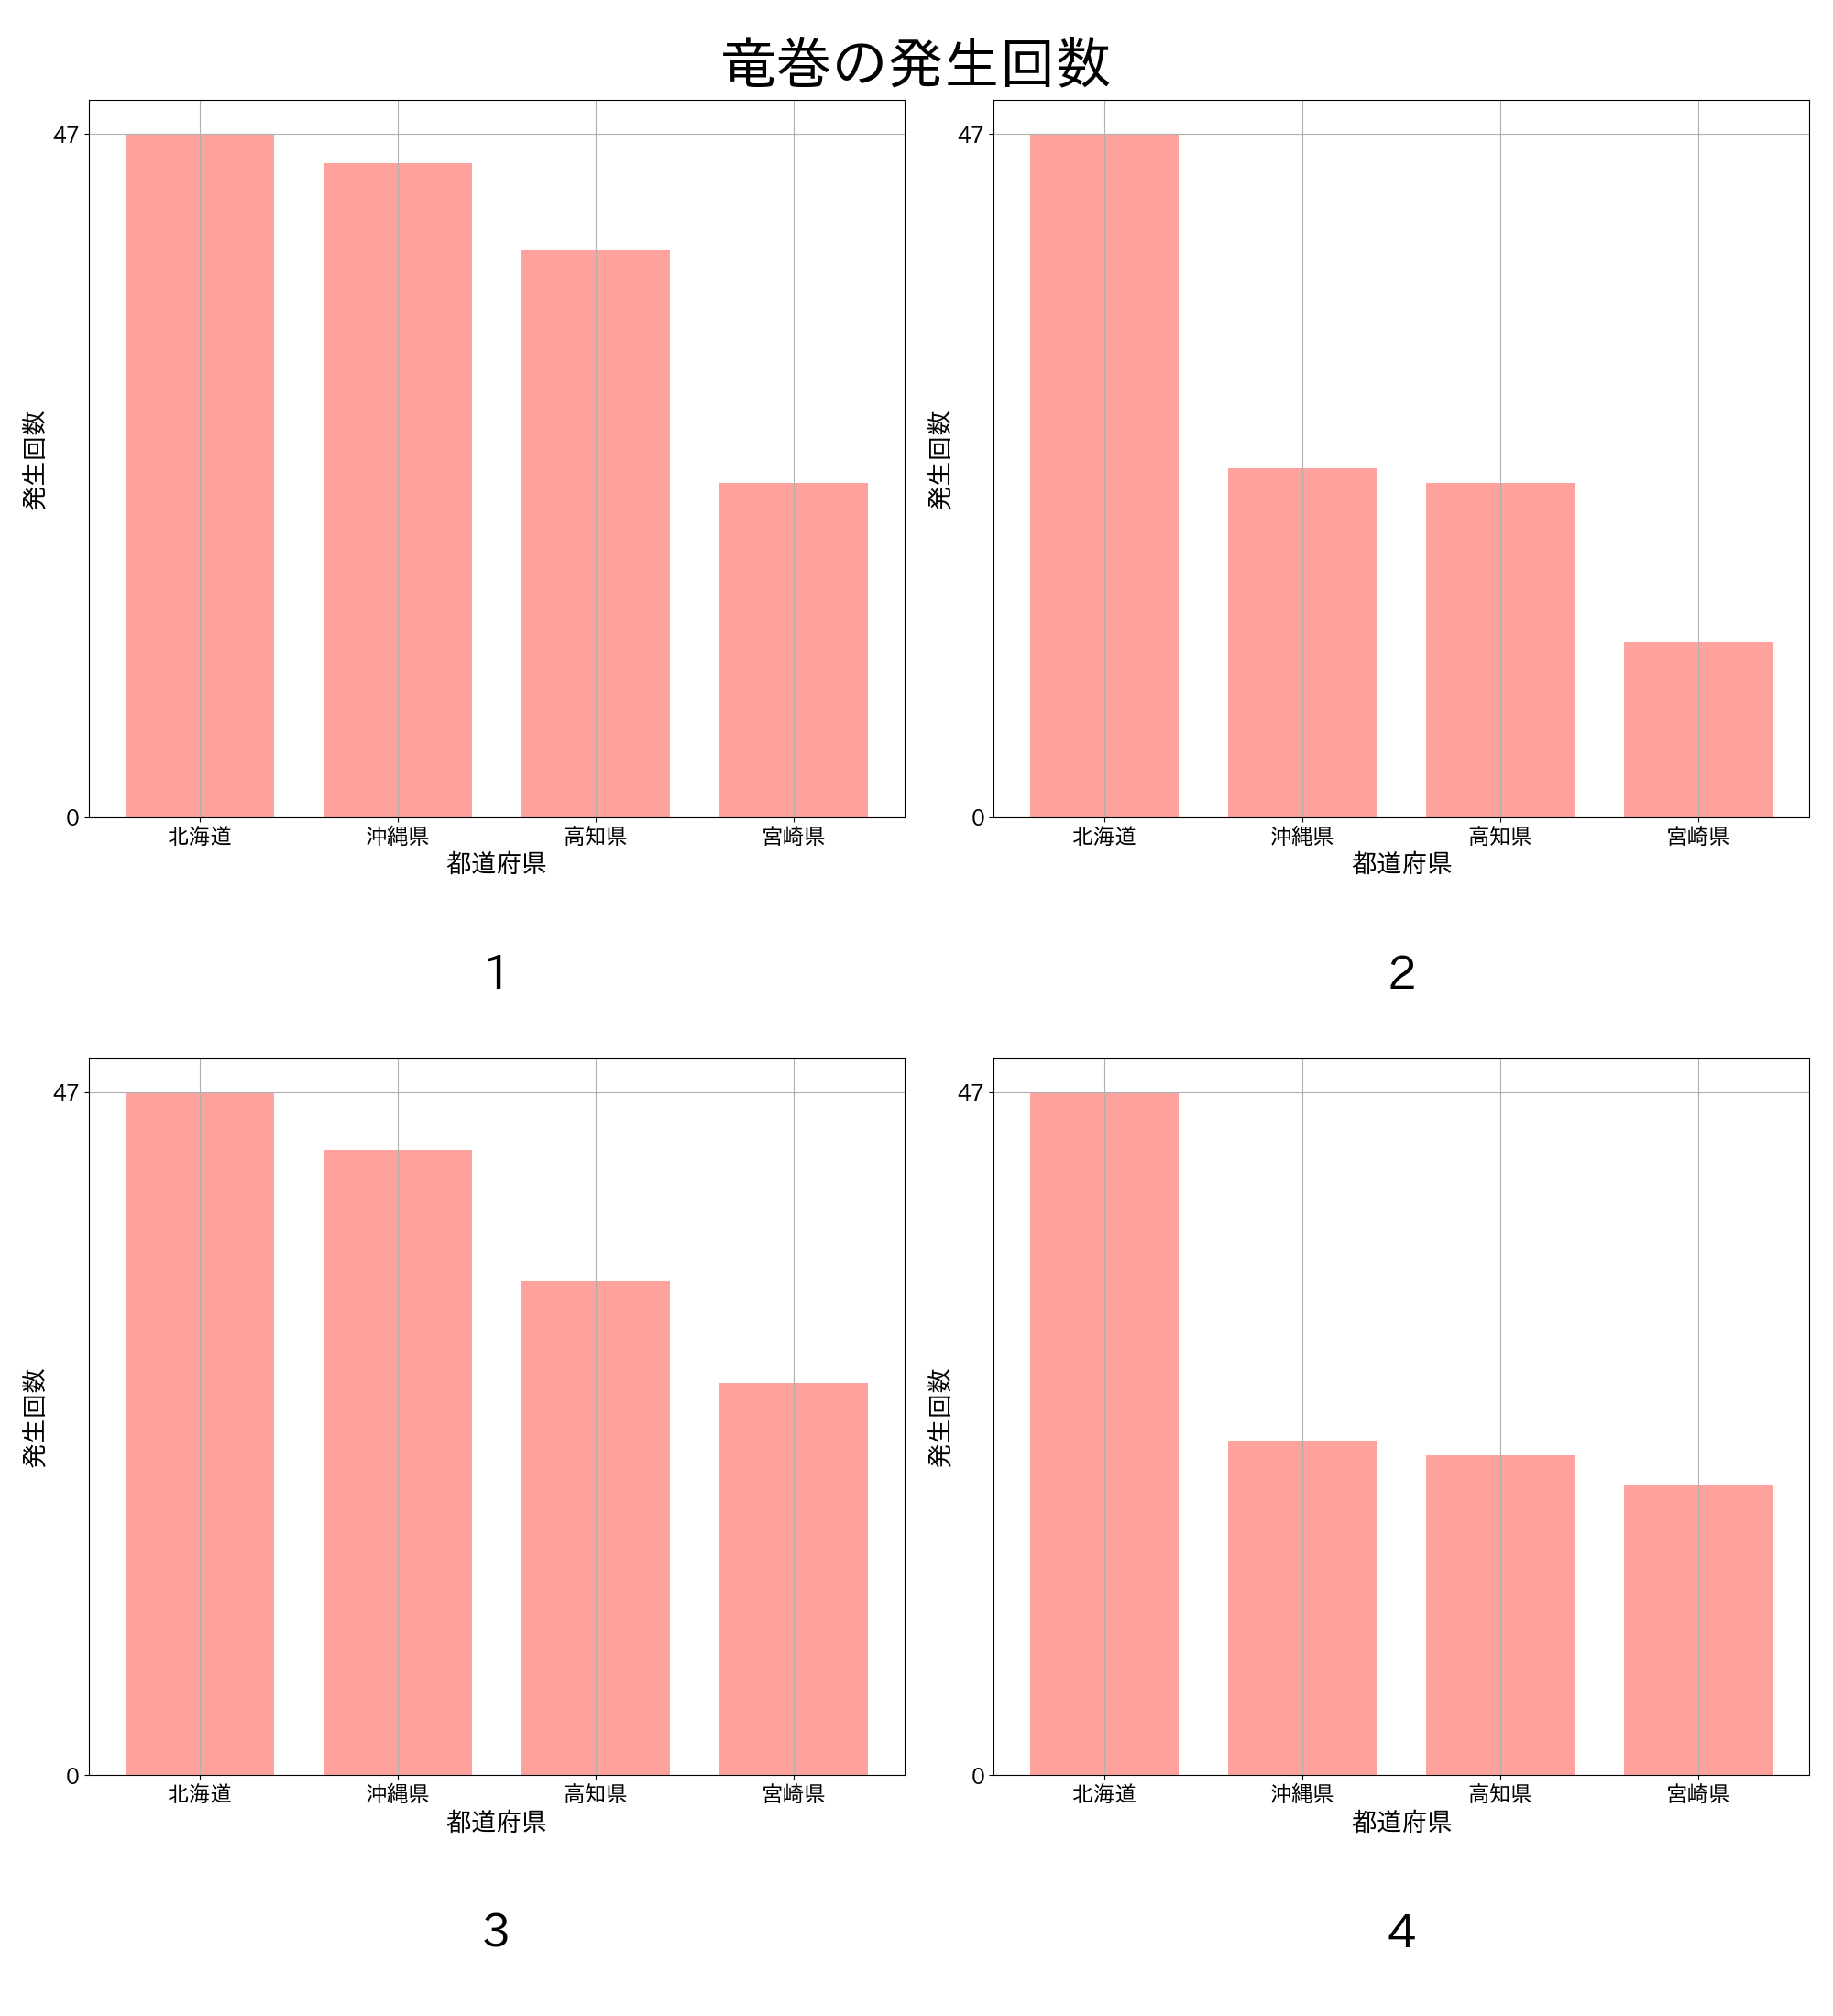 竜巻の発生回数
47
0
発生回数
北海道 沖縄県 高知県 宮崎県
都道府県
1
47
0
発生回数
北海道 沖縄県 高知県 宮崎県
都道府県
2
47
0
発生回数
北海道 沖縄県 高知県 宮崎県
都道府県
3
47
0
発生回数
北海道 沖縄県 高知県 宮崎県
都道府県
4